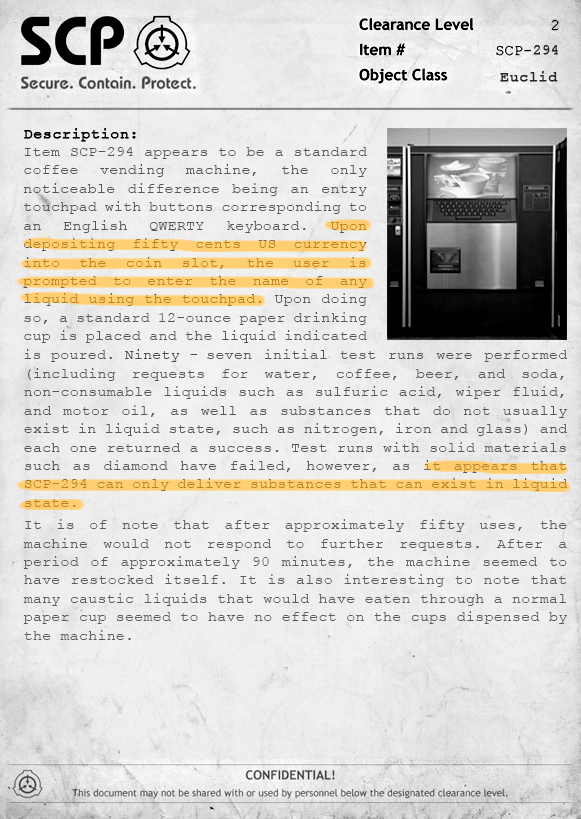 SCP
Secure. Contain. Protect.
Clearance Level 2
Item # SCP-294
Object Class Euclid
Description:
Item SCP-294 appears to be a standard
coffee vending machine, the only
noticeable difference being an entry
touchpad with buttons corresponding to
an English QWERTY keyboard. Upon
depositing fifty cents US currency
into the coin slot, the user is
prompted to enter the name of any
liquid using the touchpad. Upon doing
so, a standard 12-ounce paper drinking
cup is placed and the liquid indicated
is poured. Ninety - seven initial test runs were performed
(including requests for water, coffee, beer, and soda,
non-consumable liquids such as sulfuric acid, wiper fluid,
and motor oil, as well as substances that do not usually
exist in liquid state, such as nitrogen, iron and glass) and
each one returned a success. Test runs with solid materials
such as diamond have failed, however, as it appears that
SCP-294 can only deliver substances that can exist in liquid
state.
It is of note that after approximately fifty uses, the
machine would not respond to further requests. After a
period of approximately 90 minutes, the machine seemed to
have restocked itself. It is also interesting to note that
many caustic liquids that would have eaten through a normal
paper cup seemed to have no effect on the cups dispensed by
the machine.
CONFIDENTIAL!
This document may not be shared with or used by personnel below the designated clearance level.